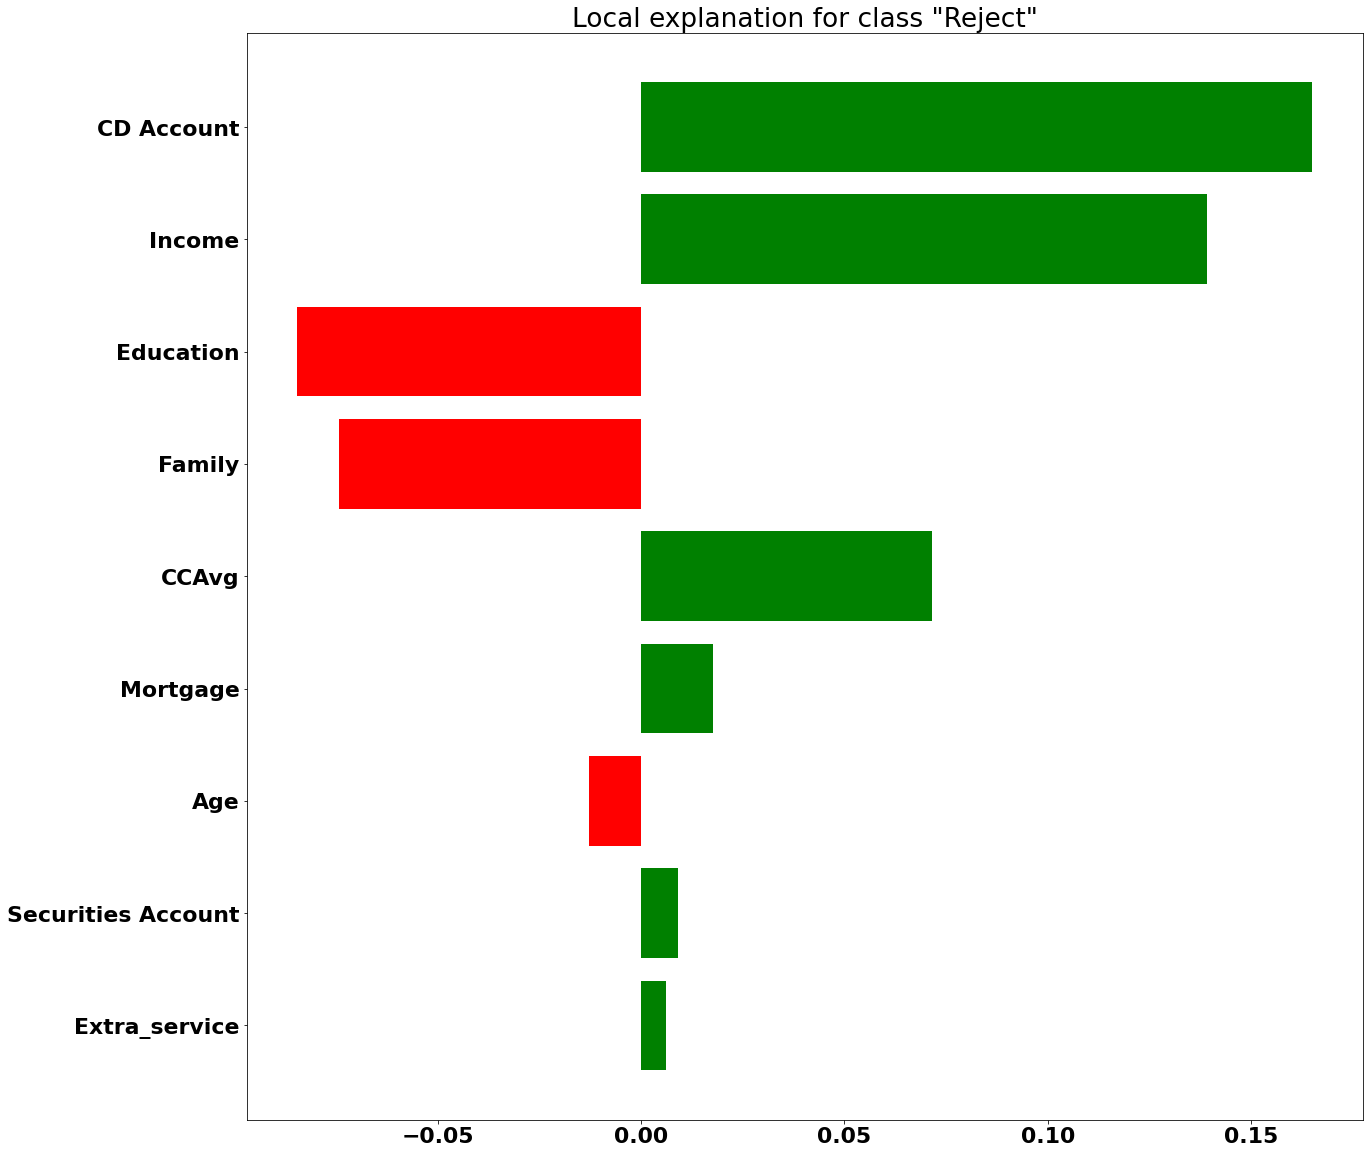 Local explanation for class "Reject"
CD Account
Income
Education
Family
CCAvg
Mortgage
Age
Securities Account
Extra_service
−0.05 0.00 0.05 0.10 0.15